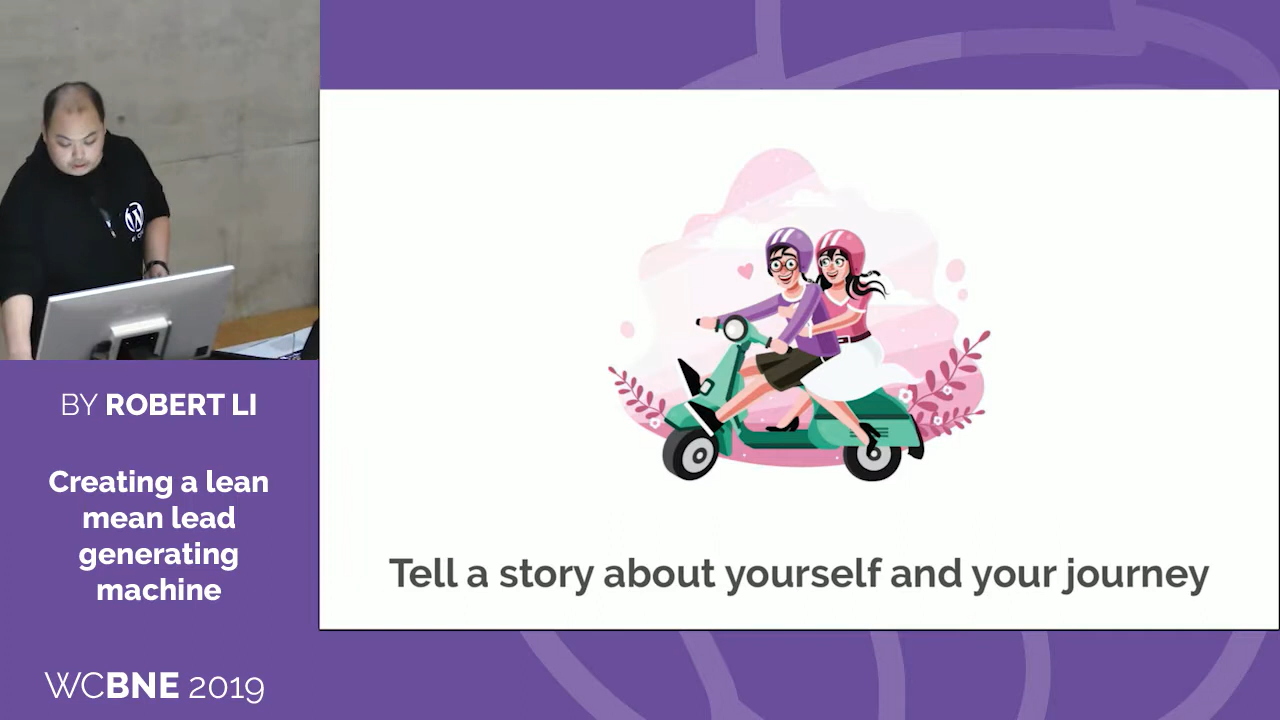 BY ROBERT LI
Creating a lean
mean lead
generating
machine
WCBNE 2019
Tell a story about yourself and your journey